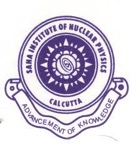 SAHA INSTITUTE OF NUCLEAR PHYSICS
CALCUTTA
ADVANCEMENT OF KNOWLEDGE